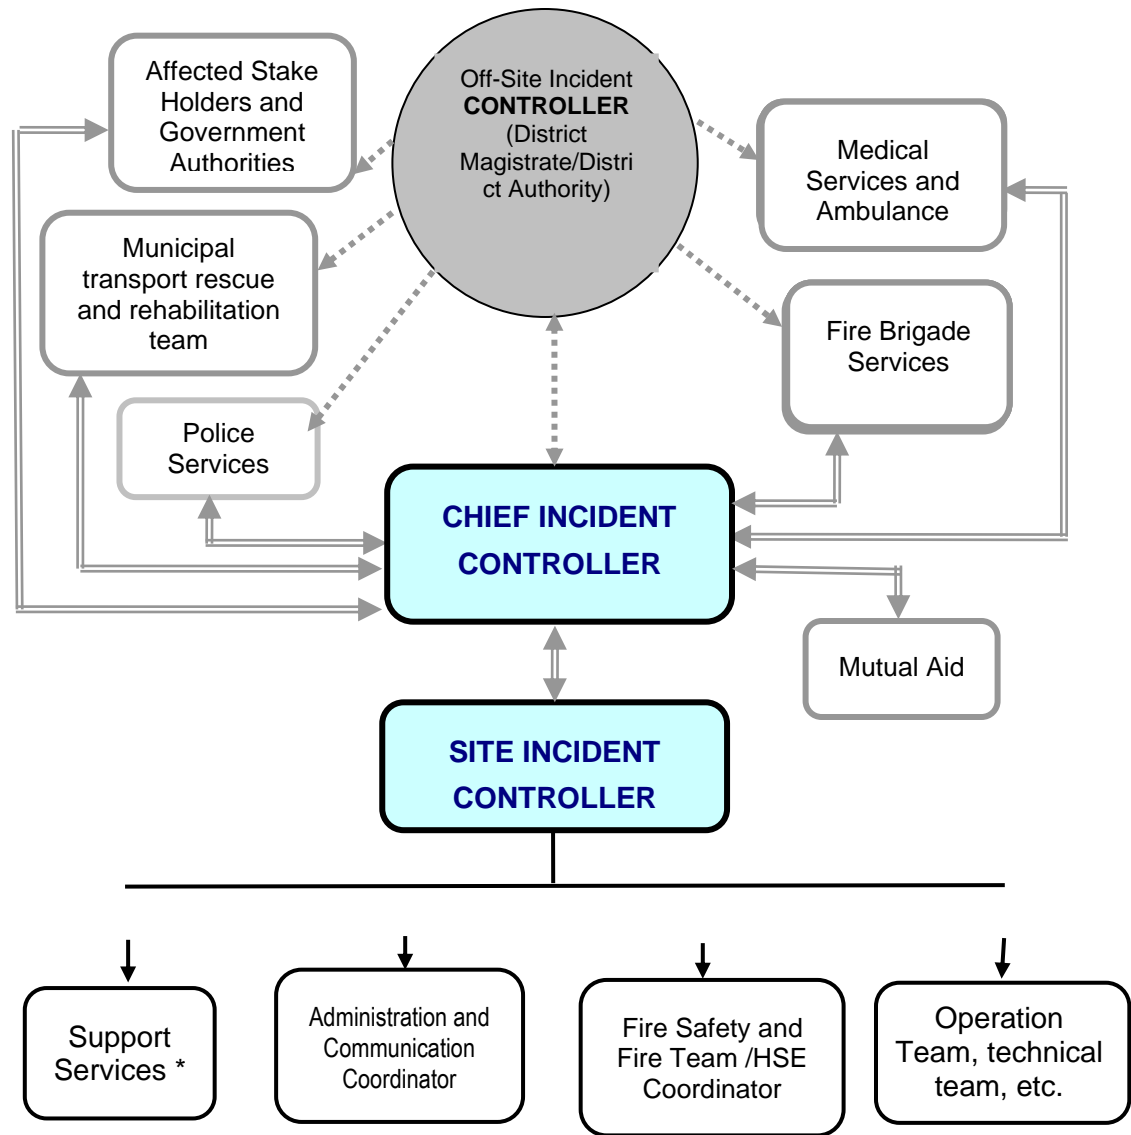 Affected Stake
Holders and
Government
Authorities
Off-Site Incident
CONTROLLER
(District
Magistrate/Distri
ct Authority)
Medical
Services and
Ambulance
Municipal
transport rescue
and rehabilitation
team
Fire Brigade
Services
Police
Services
CHIEF INCIDENT
CONTROLLER
Mutual Aid
SITE INCIDENT
CONTROLLER
Support
Services *
Administration and
Communication
Coordinator
Fire Safety and
Fire Team /HSE
Coordinator
Operation
Team, technical
team, etc.